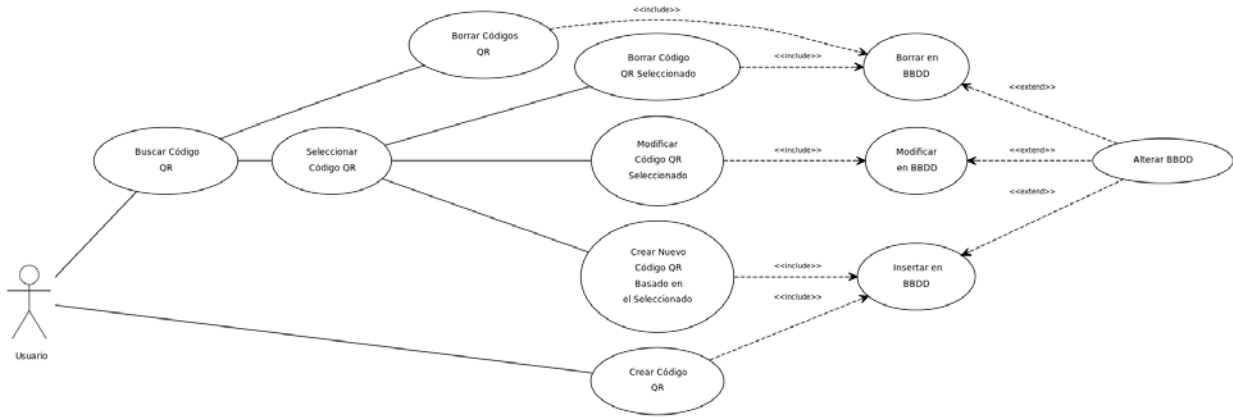 <<include>>
Borrar Códigos
QR
Borrar Código
QR Seleccionado
<<include>>
Borrar en
BBDD
<<extend>>
Buscar Código
QR
Seleccionar
Código QR
Modificar
Código QR
Seleccionado
<<include>>
Modificar
en BBDD
<<extend>>
Alterar BBDD
<<extend>>
Crear Nuevo
Código QR
Basado en
el Seleccionado
<<include>>
<<include>>
Insertar en
BBDD
Usuario
Crear Código
QR